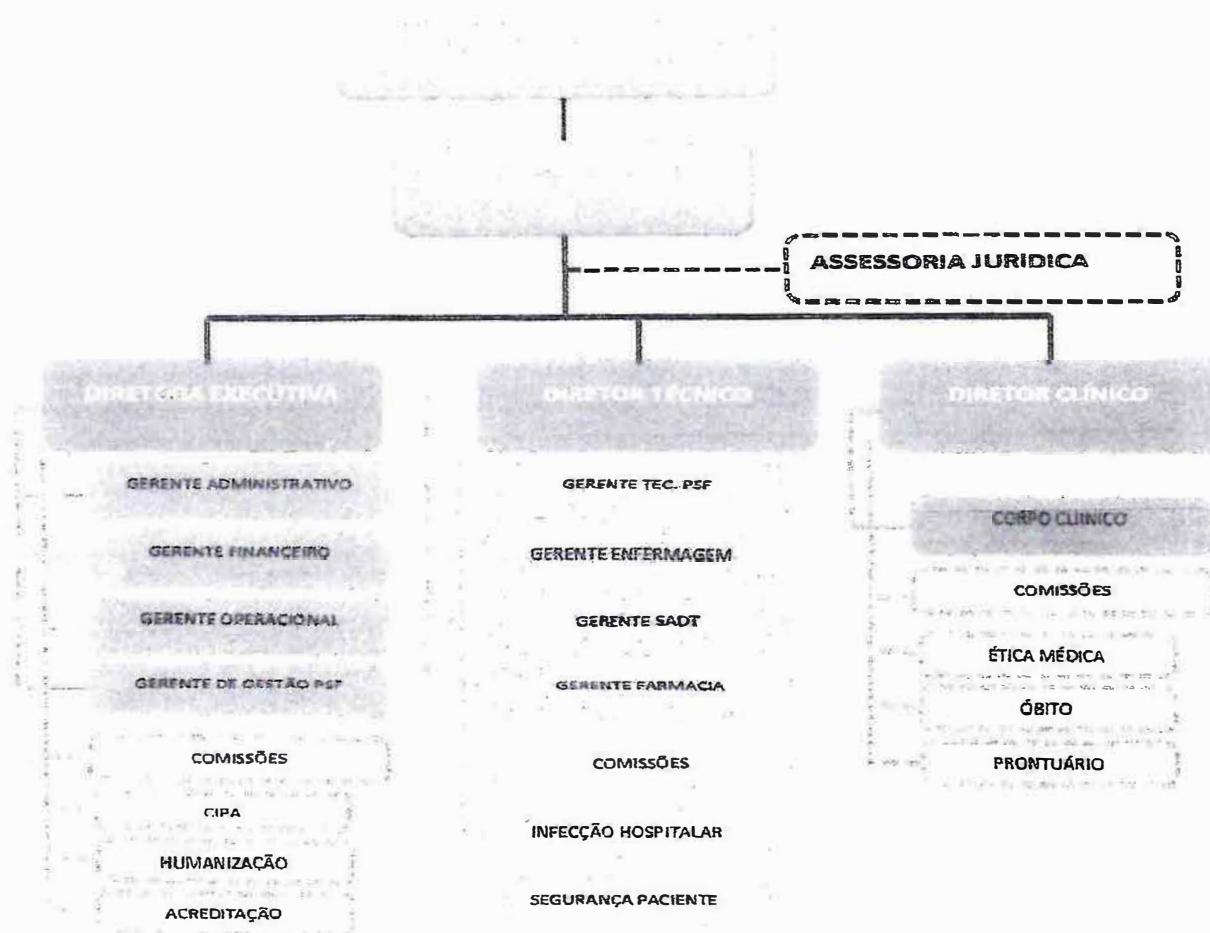 ASSESSORIA JURIDICA
DIRETORA EXECUTIVA
GERENTE ADMINISTRATIVO
GERENTE FINANCEIRO
GERENTE OPERACIONAL
GERENTE DE GESTÃO PSF
COMISSÕES
CIPA
HUMANIZAÇÃO
ACREDITAÇÃO
DIRETOR TÉCNICO
GERENTE TEC. PSF
GERENTE ENFERMAGEM
GERENTE SADT
GERENTE FARMACIA
COMISSÕES
INFECÇÃO HOSPITALAR
SEGURANÇA PACIENTE
DIRETOR CLÍNICO
CORPO CLINICO
COMISSÕES
ÉTICA MÉDICA
ÓBITO
PRONTUÁRIO